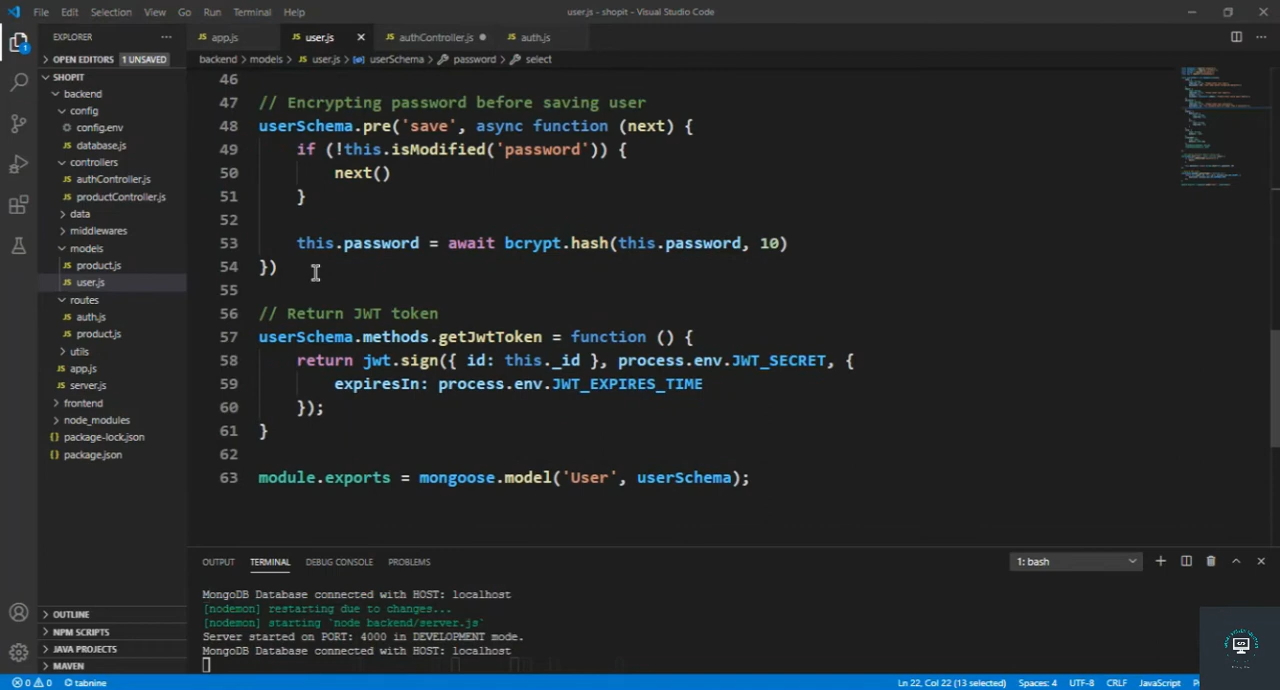 File Edit Selection View Go Run Terminal Help user.js - shopit - Visual Studio Code
EXPLORER ··· app.js user.js authController.js auth.js
OPEN EDITORS 1 UNSAVED
backend > models > user.js > userSchema > password > select
SHOPIT
backend
config
config.env
database.js
controllers
authController.js
productController.js
data
middlewares
models
product.js
user.js
routes
auth.js
product.js
utils
app.js
server.js
frontend
node_modules
package-lock.json
package.json
OUTLINE
NPM SCRIPTS
JAVA PROJECTS
MAVEN
46
47 // Encrypting password before saving user
48 userSchema.pre('save', async function (next) {
49 if (!this.isModified('password')) {
50 next()
51 }
52
53 this.password = await bcrypt.hash(this.password, 10)
54 })
55
56 // Return JWT token
57 userSchema.methods.getJwtToken = function () {
58 return jwt.sign({ id: this._id }, process.env.JWT_SECRET, {
59 expiresIn: process.env.JWT_EXPIRES_TIME
60 });
61 }
62
63 module.exports = mongoose.model('User', userSchema);
OUTPUT TERMINAL DEBUG CONSOLE PROBLEMS 1: bash
MongoDB Database connected with HOST: localhost
[nodemon] restarting due to changes...
[nodemon] starting `node backend/server.js`
Server started on PORT: 4000 in DEVELOPMENT mode.
MongoDB Database connected with HOST: localhost
0 0 tabnine Ln 22, Col 22 (13 selected) Spaces: 4 UTF-8 CRLF JavaScript